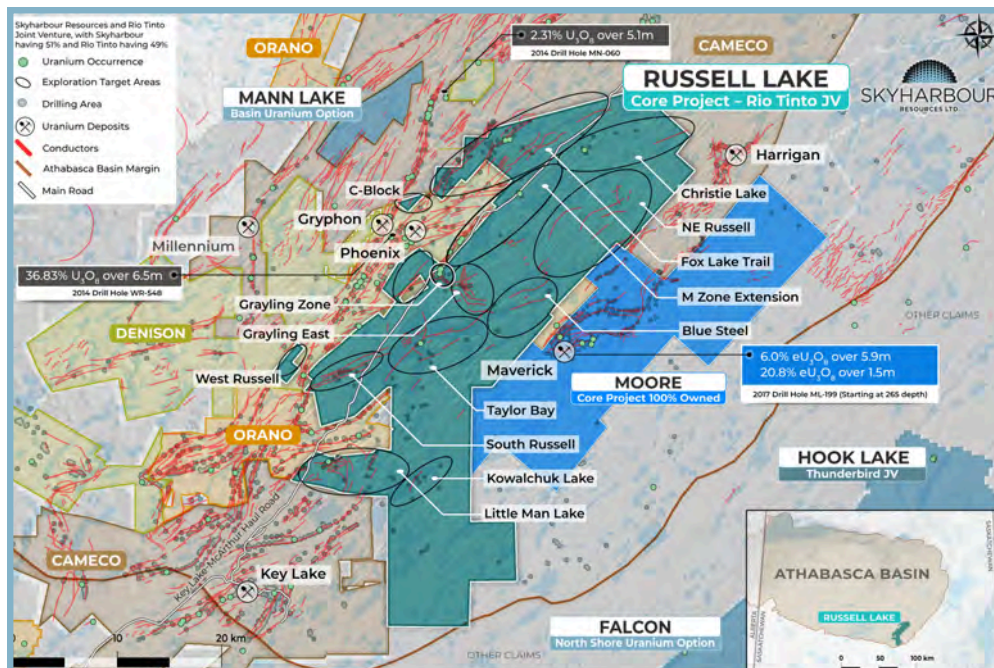 Skyharbour Resources and Rio Tinto
Joint Venture, with Skyharbour
having 51% and Rio Tinto having 49%
Uranium Occurrence
Exploration Target Areas
Drilling Area
Uranium Deposits
Conductors
Athabasca Basin Margin
Main Road
ORANO
2.31% U₃O₈ over 5.1m
2014 Drill Hole MN-060
CAMECO
MANN LAKE
Basin Uranium Option
RUSSELL LAKE
Core Project – Rio Tinto JV
SKYHARBOUR
RESOURCES LTD.
Harrigan
C-Block
Gryphon
Phoenix
Millennium
Christie Lake
NE Russell
Fox Lake Trail
M Zone Extension
Blue Steel
36.83% U₃O₈ over 6.5m
2014 Drill Hole WR-548
Grayling Zone
Grayling East
DENISON
West Russell
Maverick
OTHER CLAIMS
6.0% eU₃O₈ over 5.9m
20.8% eU₃O₈ over 1.5m
2017 Drill Hole ML-199 (Starting at 265 depth)
MOORE
Core Project 100% Owned
Taylor Bay
ORANO
South Russell
Kowalchuk Lake
Little Man Lake
HOOK LAKE
Thunderbird JV
CAMECO
Key Lake-McArthur Haul Road
Key Lake
FALCON
North Shore Uranium Option
OTHER CLAIMS
0
10
20 km
ATHABASCA BASIN
RUSSELL LAKE
ALBERTA
SASKATCHEWAN
SASKATCHEWAN
0 50 100 km